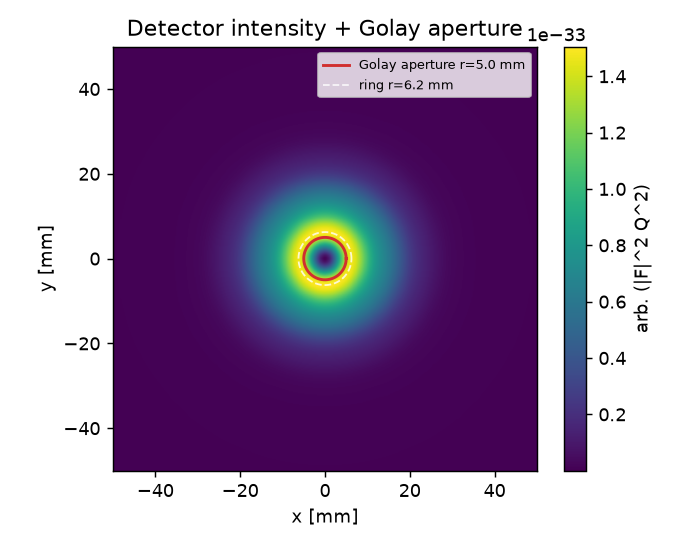 Detector intensity + Golay aperture
1e−33
Golay aperture r=5.0 mm
ring r=6.2 mm
40
20
0
−20
−40
y [mm]
−40
−20
0
20
40
x [mm]
1.4
1.2
1.0
0.8
0.6
0.4
0.2
arb. (|F|^2 Q^2)